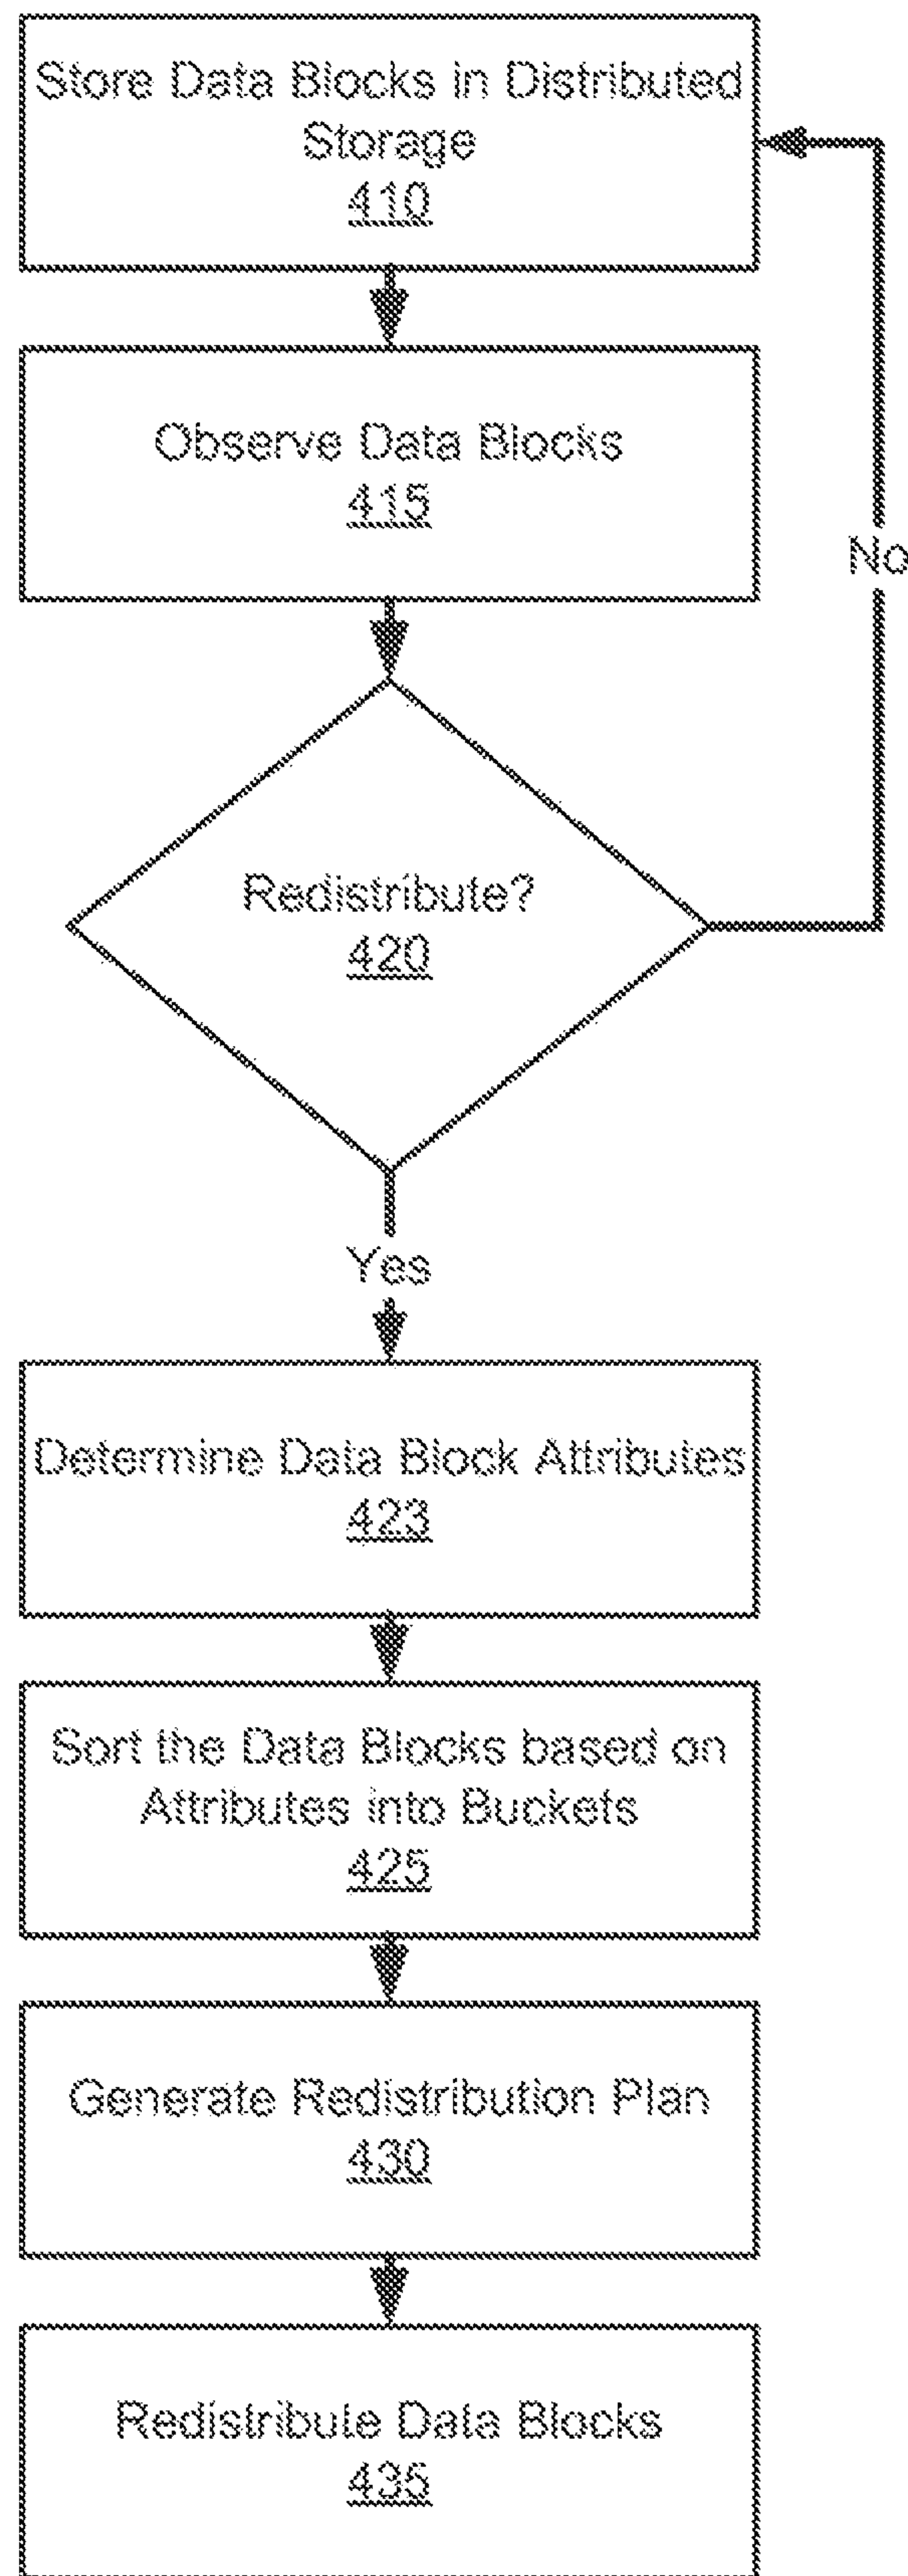 Store Data Blocks in Distributed
Storage
410
Observe Data Blocks
415
No
Redistribute?
420
Yes
Determine Data Block Attributes
423
Sort the Data Blocks based on
Attributes into Buckets
425
Generate Redistribution Plan
430
Redistribute Data Blocks
435